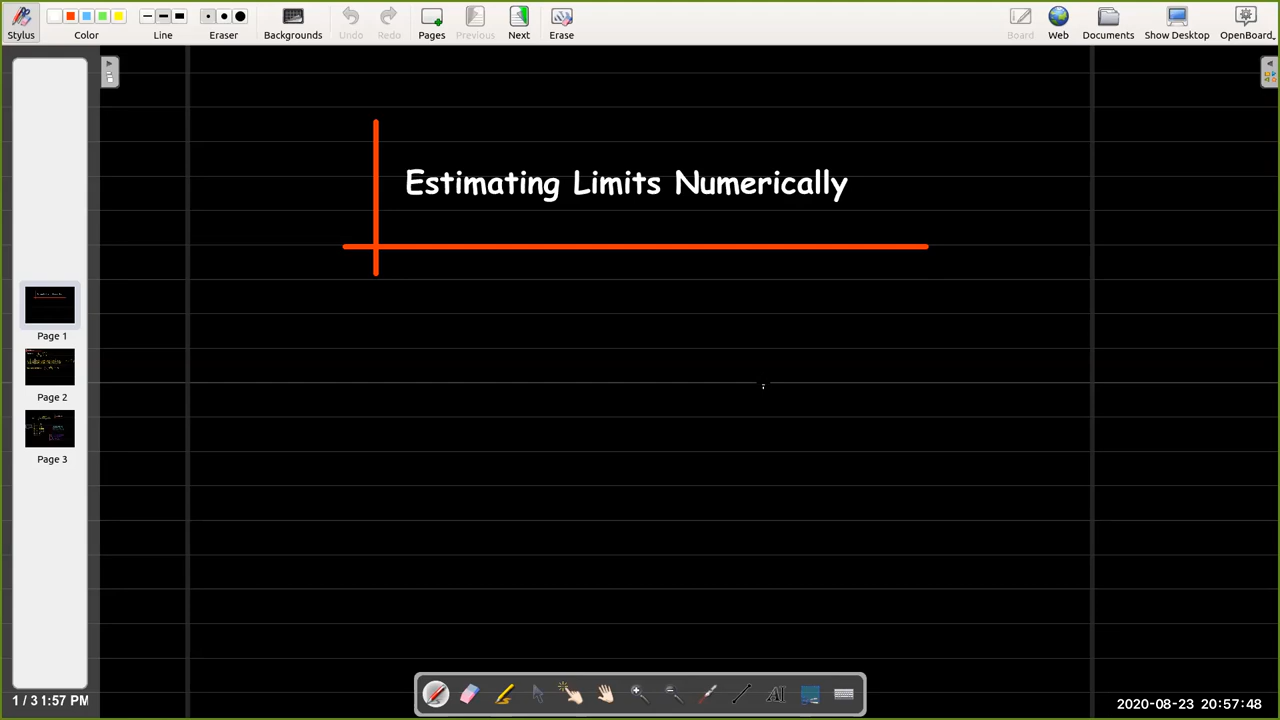 Stylus
Color
Line
Eraser
Backgrounds
Undo
Redo
Pages
Previous
Next
Erase
Board
Web
Documents
Show Desktop
OpenBoard
Estimating Limits Numerically
Page 1
Page 2
Page 3
1 / 3 1:57 PM
AI
2020-08-23 20:57:48